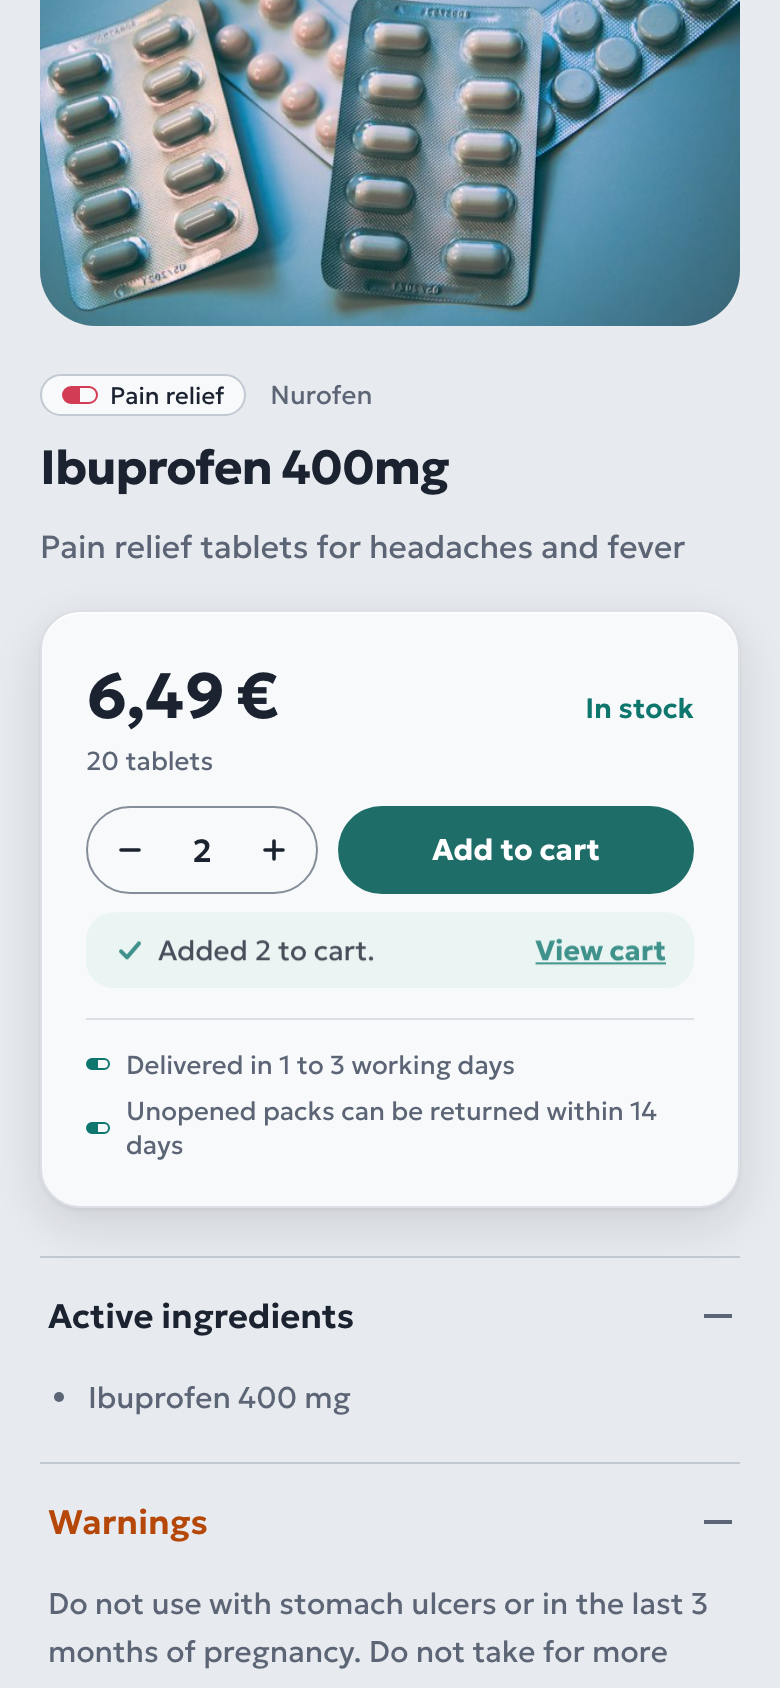 Pain relief
Nurofen
Ibuprofen 400mg
Pain relief tablets for headaches and fever
6,49 €
In stock
20 tablets
− 2 +
Add to cart
Added 2 to cart.
View cart
Delivered in 1 to 3 working days
Unopened packs can be returned within 14
days
Active ingredients
• Ibuprofen 400 mg
Warnings
Do not use with stomach ulcers or in the last 3
months of pregnancy. Do not take for more